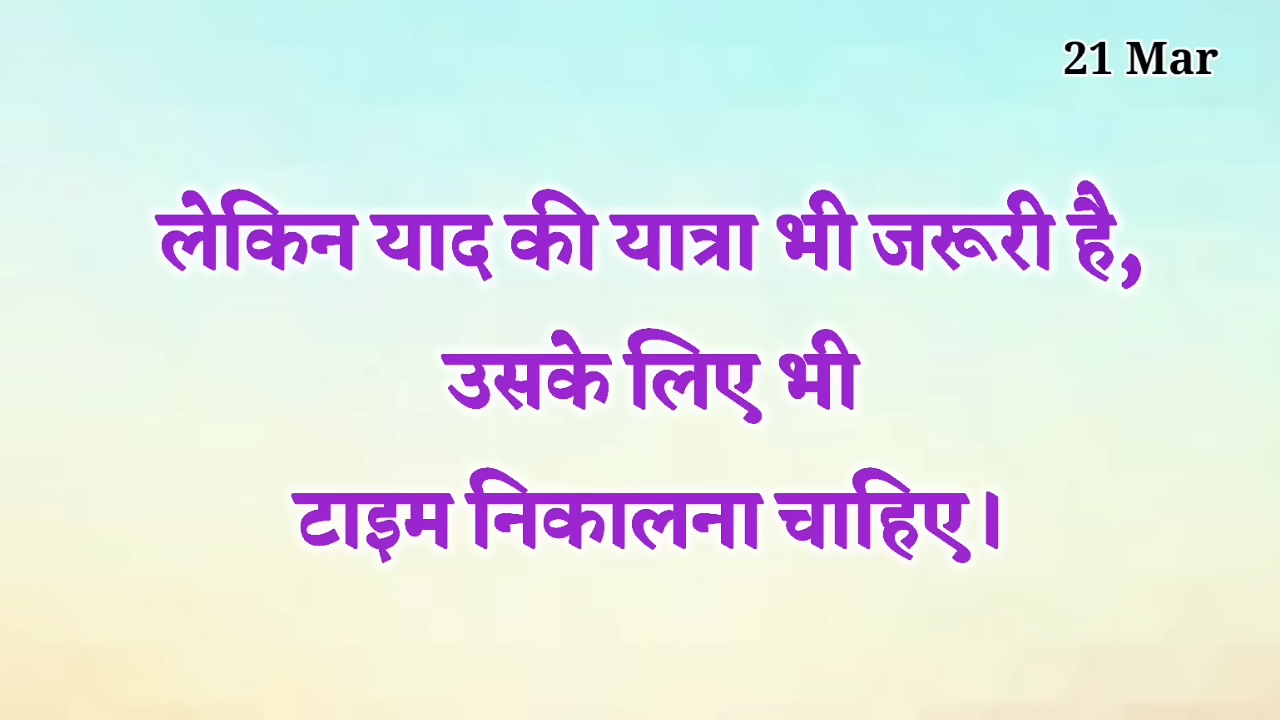 21 Mar
लेकिन याद की यात्रा भी जरूरी है,
उसके लिए भी
टाइम निकालना चाहिए।